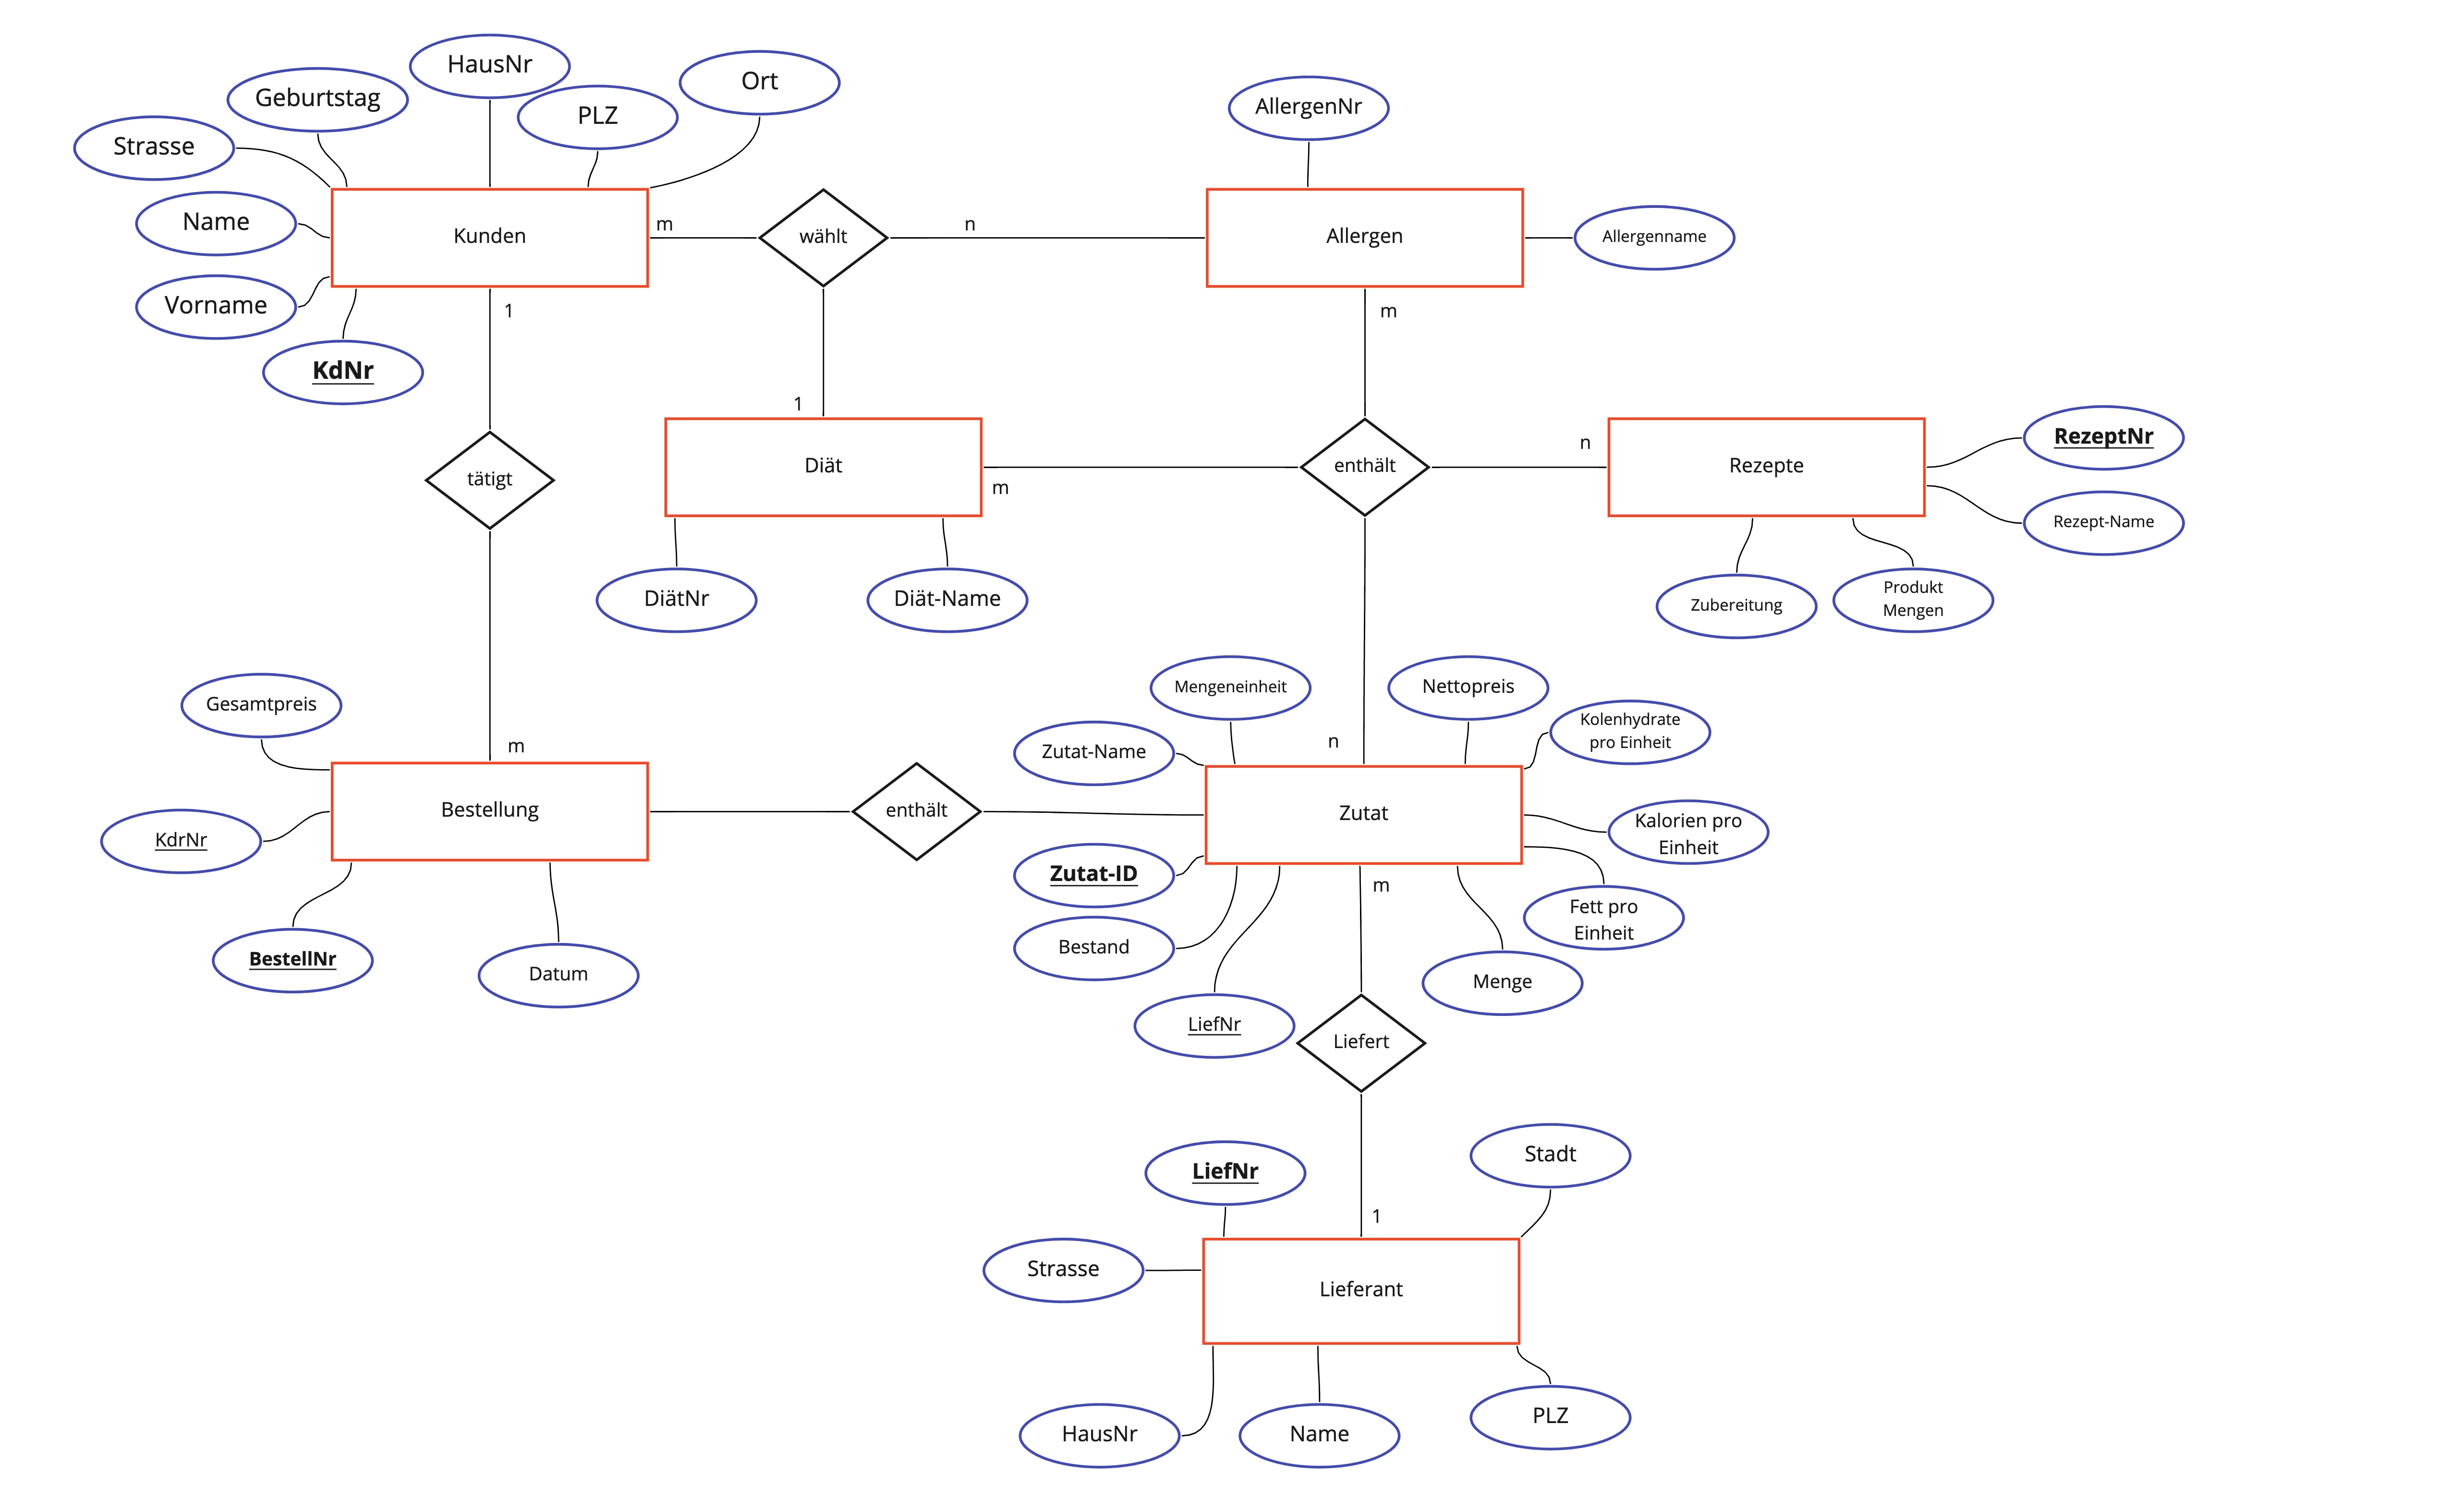 HausNr
Ort
Geburtstag
PLZ
AllergenNr
Strasse
Name
m
n
Kunden
wählt
Allergen
Allergenname
Vorname
1
m
KdNr
1
n
RezeptNr
Diät
enthält
Rezepte
tätigt
m
Rezept-Name
DiätNr
Diät-Name
Zubereitung
Produkt
Mengen
Mengeneinheit
Nettopreis
Gesamtpreis
Kolenhydrate
pro Einheit
m
n
Zutat-Name
Bestellung
enthält
Zutat
Kalorien pro
Einheit
KdrNr
Zutat-ID
m
Fett pro
Einheit
Bestand
BestellNr
Datum
Menge
LiefNr
Liefert
Stadt
LiefNr
1
Strasse
Lieferant
PLZ
HausNr
Name